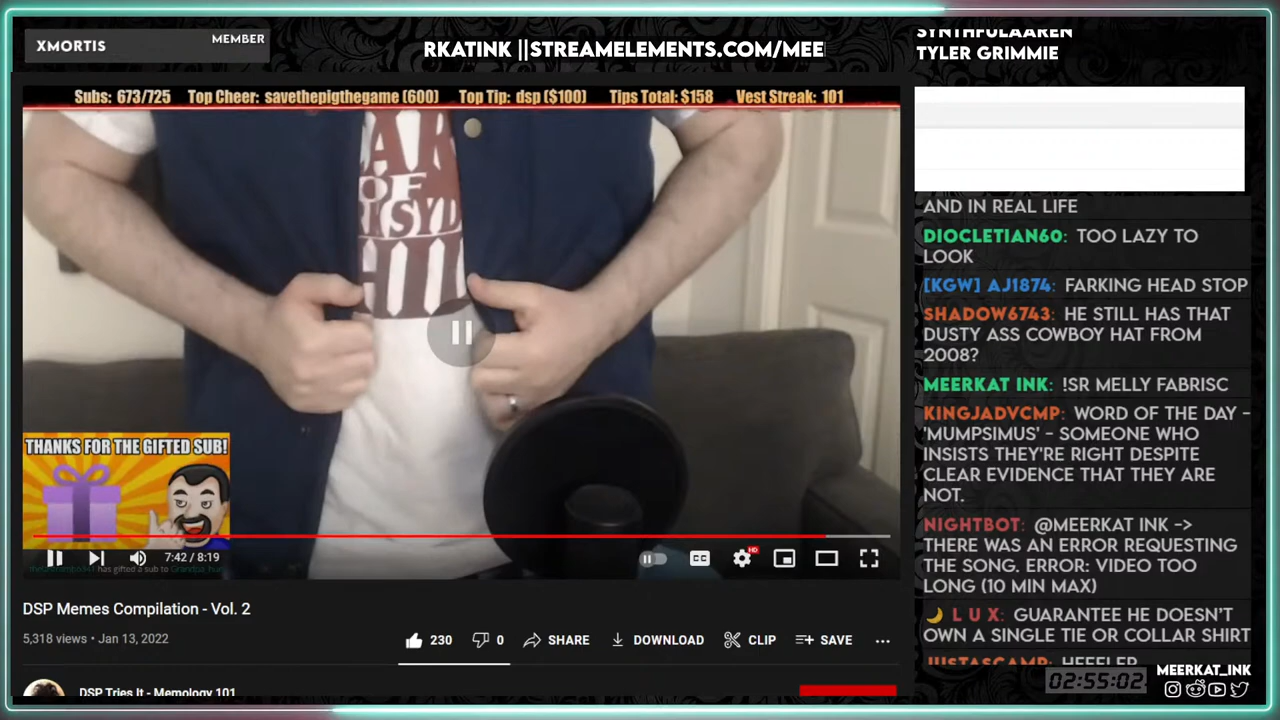 XMORTIS
MEMBER
RKATINK ||STREAMELEMENTS.COM/MEE
SYNTHFULAAREN
TYLER GRIMMIE
Subs: 673/725 Top Cheer: savethepigthegame (600) Top Tip: dsp ($100) Tips Total: $158 Vest Streak: 101
OF
THANKS FOR THE GIFTED SUB!
has gifted a sub to
7:42 / 8:19
HD
CC
DSP Memes Compilation - Vol. 2
5,318 views • Jan 13, 2022
230
0
SHARE
DOWNLOAD
CLIP
SAVE
DSP Tries It - Memology 101
AND IN REAL LIFE
DIOCLETIAN60: TOO LAZY TO
LOOK
[KGW] AJ1874: FARKING HEAD STOP
SHADOW6743: HE STILL HAS THAT
DUSTY ASS COWBOY HAT FROM
2008?
MEERKAT INK: !SR MELLY FABRISC
KINGJADVCMP: WORD OF THE DAY -
'MUMPSIMUS' - SOMEONE WHO
INSISTS THEY'RE RIGHT DESPITE
CLEAR EVIDENCE THAT THEY ARE
NOT.
NIGHTBOT: @MEERKAT INK ->
THERE WAS AN ERROR REQUESTING
THE SONG. ERROR: VIDEO TOO
LONG (10 MIN MAX)
L U X: GUARANTEE HE DOESN'T
OWN A SINGLE TIE OR COLLAR SHIRT
02:55:02
MEERKAT_INK